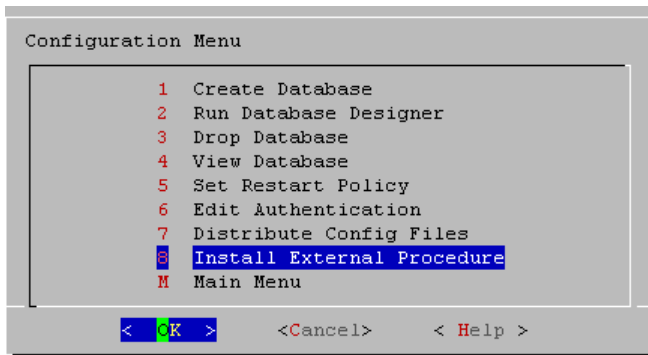 Configuration Menu
1 Create Database
2 Run Database Designer
3 Drop Database
4 View Database
5 Set Restart Policy
6 Edit Authentication
7 Distribute Config Files
8 Install External Procedure
M Main Menu
< OK > <Cancel> < Help >